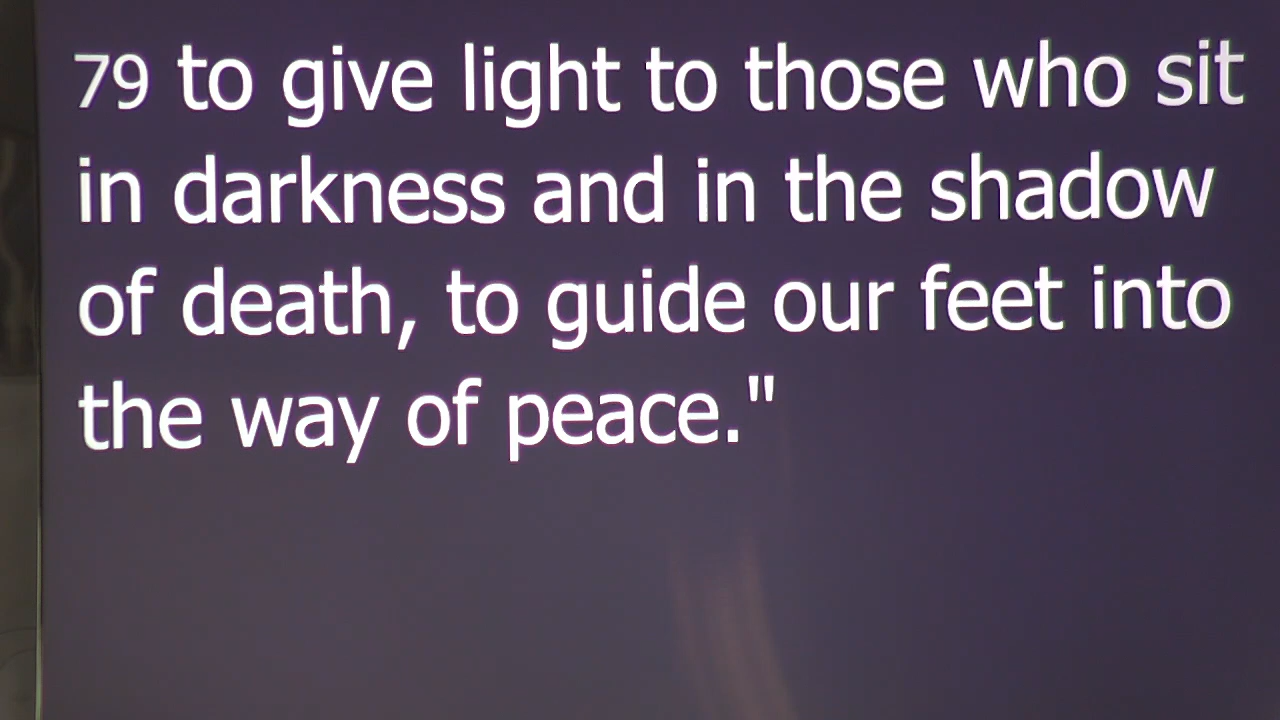 79 to give light to those who sit
in darkness and in the shadow
of death, to guide our feet into
the way of peace."